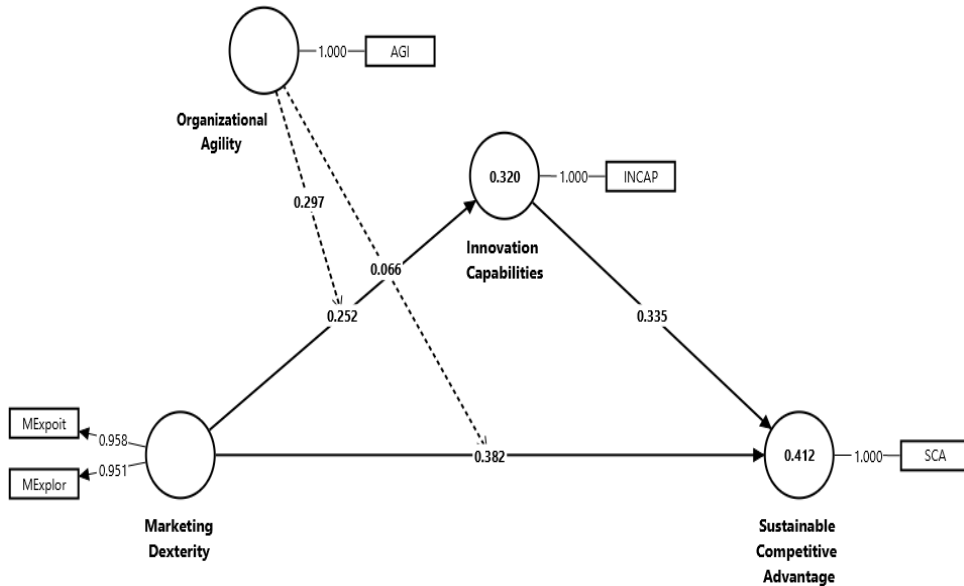 1.000
AGI
Organizational
Agility
0.297
0.320
1.000
INCAP
Innovation
Capabilities
0.066
0.252
0.335
MExpoit
0.958
MExplor
0.951
0.382
0.412
1.000
SCA
Marketing
Dexterity
Sustainable
Competitive
Advantage